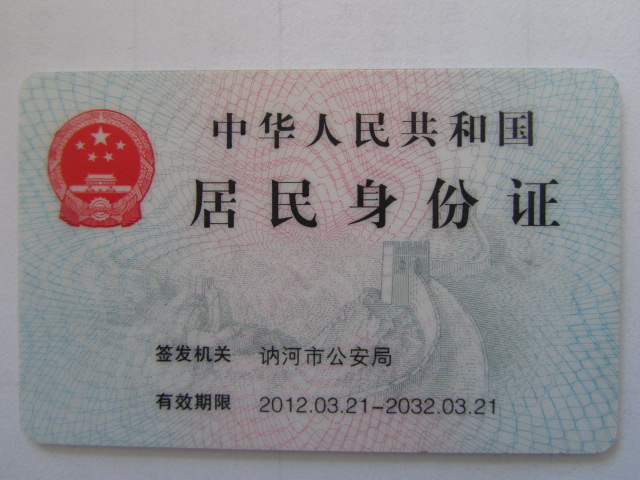 中华人民共和国
居民身份证
签发机关 讷河市公安局
有效期限 2012.03.21-2032.03.21